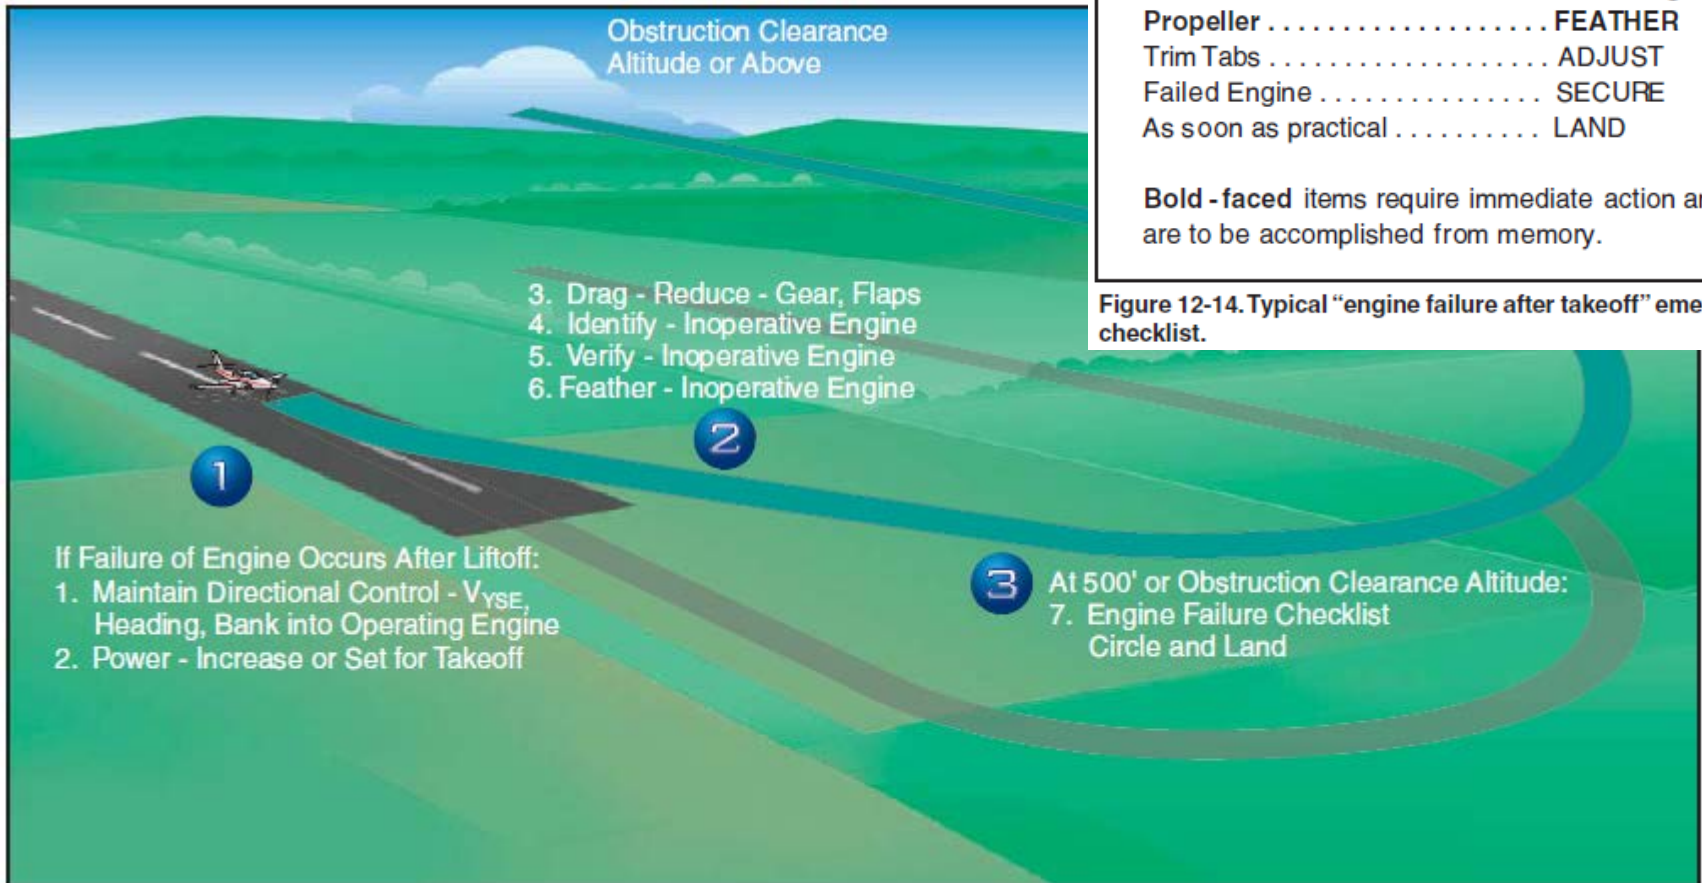 Obstruction Clearance
Altitude or Above
Propeller . . . . . . . . . . . . . . . . . . . FEATHER
Trim Tabs . . . . . . . . . . . . . . . . . . . ADJUST
Failed Engine . . . . . . . . . . . . . . . SECURE
As soon as practical . . . . . . . . . . LAND
Bold - faced items require immediate action
are to be accomplished from memory.
Figure 12-14. Typical “engine failure after takeoff”
checklist.
3. Drag - Reduce - Gear, Flaps
4. Identify - Inoperative Engine
5. Verify - Inoperative Engine
6. Feather - Inoperative Engine
2
1
If Failure of Engine Occurs After Liftoff:
1. Maintain Directional Control - VYSE,
Heading, Bank into Operating Engine
2. Power - Increase or Set for Takeoff
3
At 500' or Obstruction Clearance Altitude:
7. Engine Failure Checklist
Circle and Land